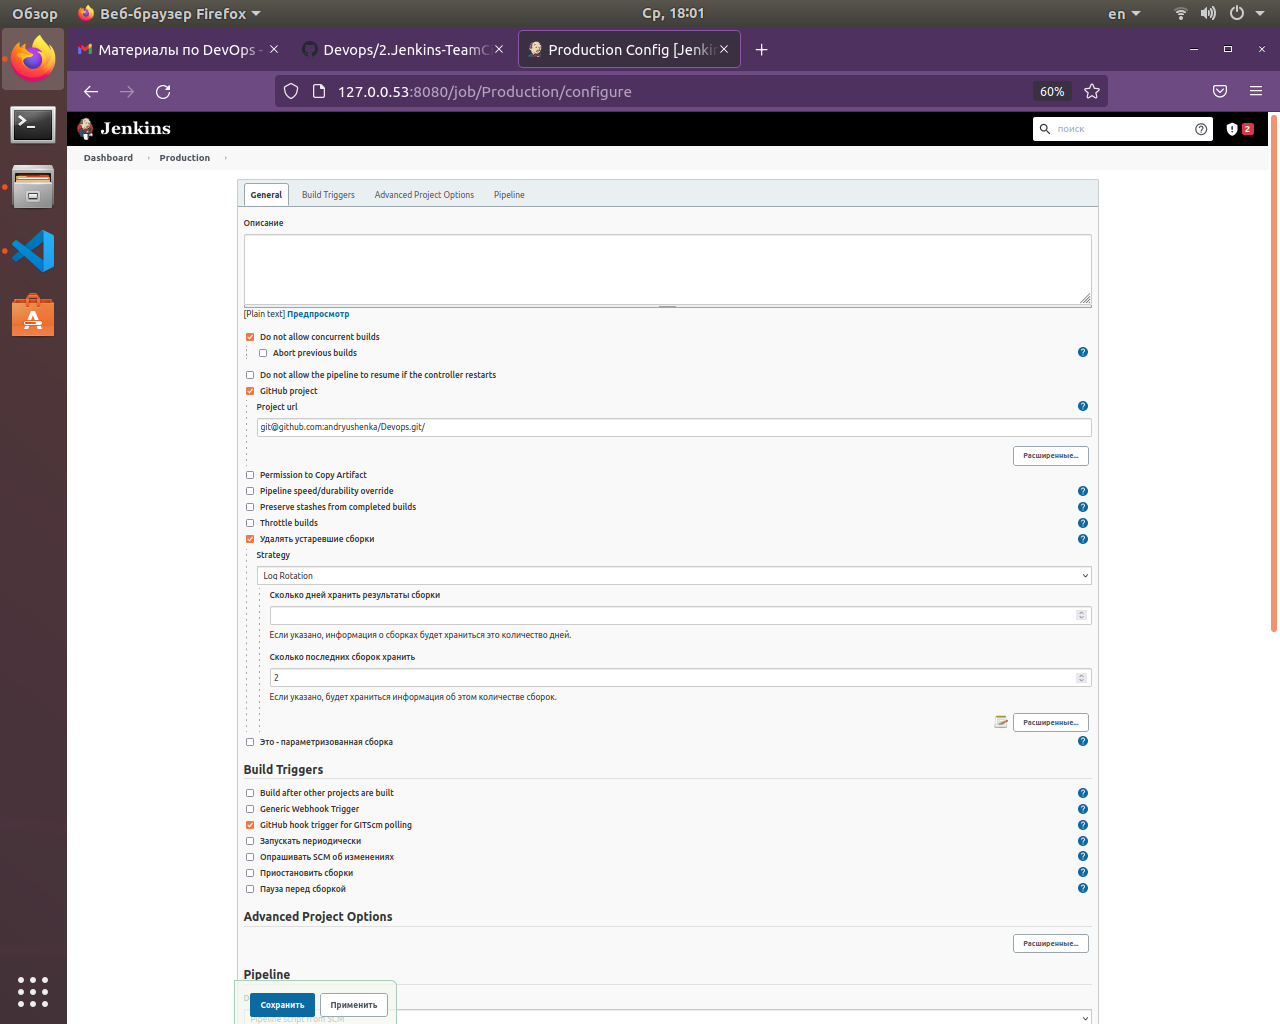 Обзор
Веб-браузер Firefox
Ср, 18:01
en
Материалы по DevOps -
Devops/2.Jenkins-TeamC
Production Config [Jenki
127.0.0.53:8080/job/Production/configure
60%
Jenkins
поиск
2
Dashboard
Production
General
Build Triggers
Advanced Project Options
Pipeline
Описание
[Plain text] Предпросмотр
Do not allow concurrent builds
Abort previous builds
Do not allow the pipeline to resume if the controller restarts
GitHub project
Project url
git@github.com:andryushenka/Devops.git/
Расширенные...
Permission to Copy Artifact
Pipeline speed/durability override
Preserve stashes from completed builds
Throttle builds
Удалять устаревшие сборки
Strategy
Log Rotation
Сколько дней хранить результаты сборки
Если указано, информация о сборках будет храниться это количество дней.
Сколько последних сборок хранить
2
Если указано, будет храниться информация об этом количестве сборок.
Расширенные...
Это - параметризованная сборка
Build Triggers
Build after other projects are built
Generic Webhook Trigger
GitHub hook trigger for GITScm polling
Запускать периодически
Опрашивать SCM об изменениях
Приостановить сборки
Пауза перед сборкой
Advanced Project Options
Расширенные...
Pipeline
Сохранить
Применить
Pipeline script from SCM